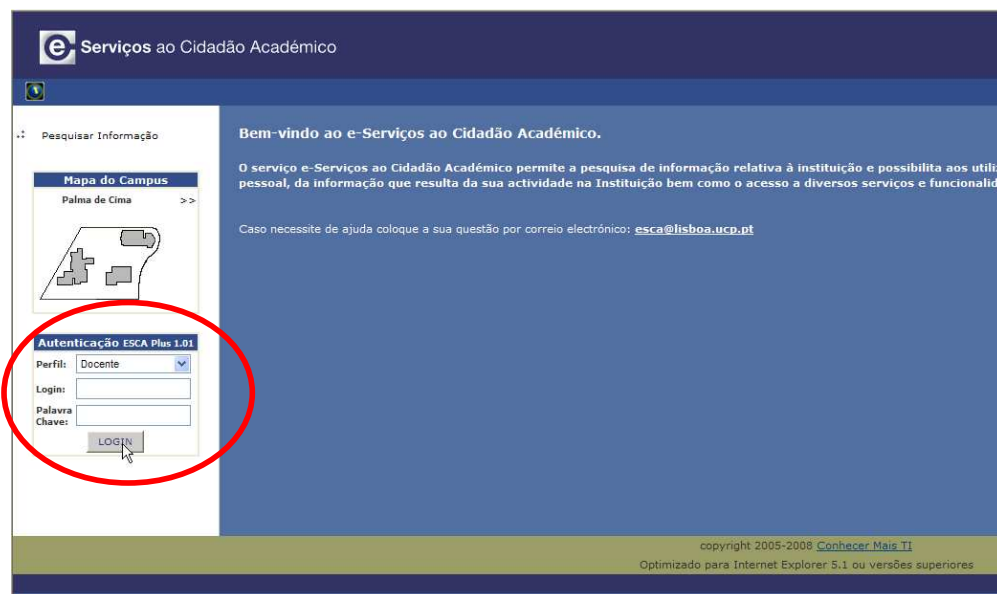 e Serviços ao Cidadão Académico
Pesquisar Informação
Mapa do Campus
Palma de Cima >>
Autenticação ESCA Plus 1.01
Perfil: Docente
Login:
Palavra
Chave:
LOGIN
Bem-vindo ao e-Serviços ao Cidadão Académico.
O serviço e-Serviços ao Cidadão Académico permite a pesquisa de informação relativa à instituição e possibilita aos
pessoal, da informação que resulta da sua actividade na Instituição bem como o acesso a diversos serviços e
Caso necessite de ajuda coloque a sua questão por correio electrónico: esca@lisboa.ucp.pt
copyright 2005-2008 Conhecer Mais TI
Optimizado para Internet Explorer 5.1 ou versões superiores